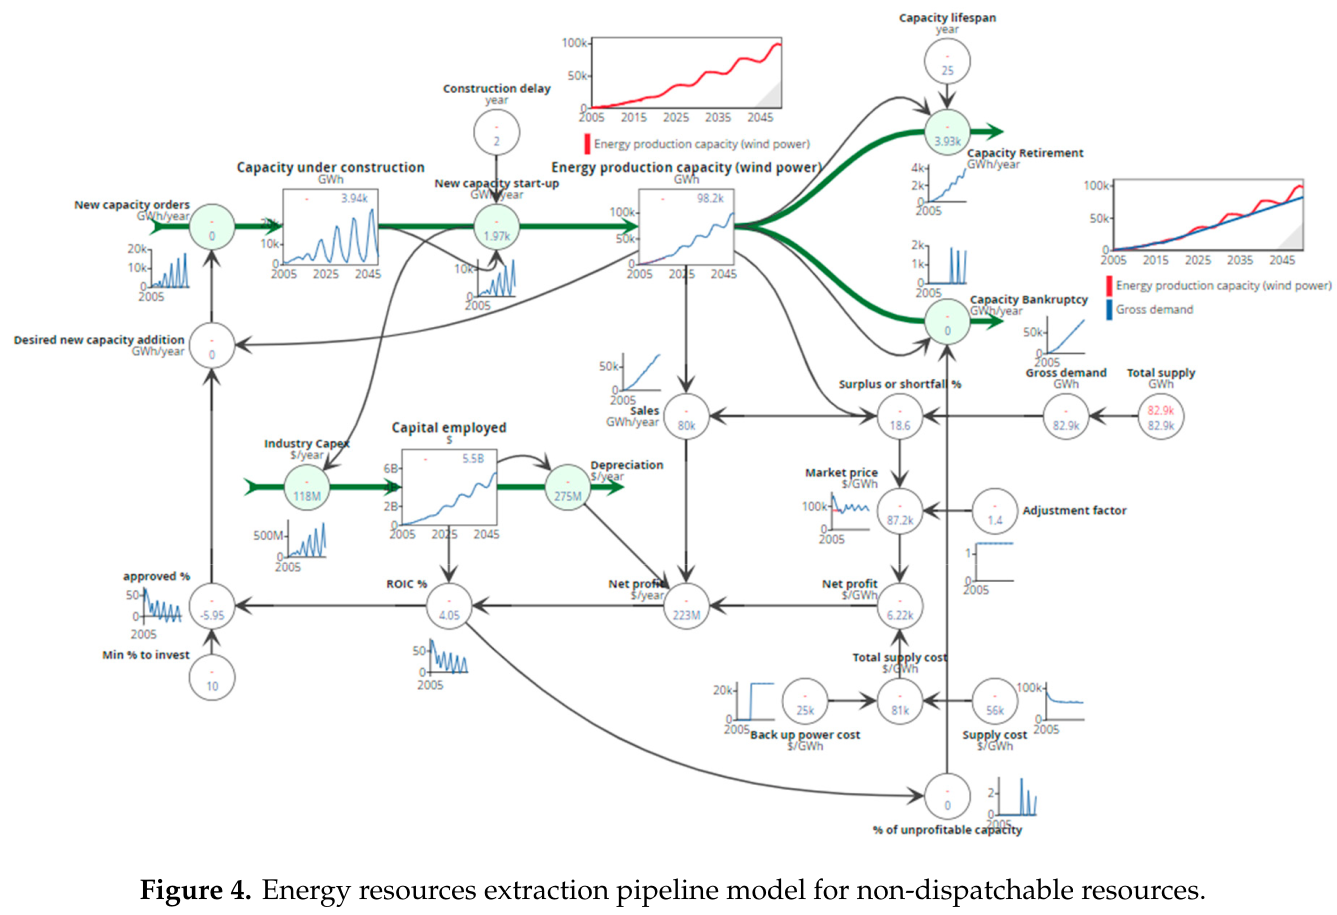 Capacity lifespan
year
-
25
100k
50k
0
2005 2015 2025 2035 2045
Energy production capacity (wind power)
Construction delay
year
-
2
Capacity under construction
GWh
-
3.94k
10k
0
2005 2025 2045
New capacity start-up
GWh/year
-
1.97k
10k
0
2005
Energy production capacity (wind power)
GWh
-
98.2k
100k
50k
0
2005 2025 2045
-
3.93k
Capacity Retirement
GWh/year
4k
2k
0
2005
100k
50k
0
2005 2015 2025 2035 2045
Energy production capacity (wind power)
Gross demand
New capacity orders
GWh/year
-
0
20k
10k
0
2005
2k
1k
0
2005
Capacity Bankruptcy
GWh/year
-
0
50k
0
2005
Desired new capacity addition
GWh/year
-
0
50k
0
2005
Sales
GWh/year
-
80k
Surplus or shortfall %
-
18.6
Gross demand
GWh
-
82.9k
Total supply
GWh
82.9k
82.9k
Industry Capex
$/year
-
118M
500M
0
2005
Capital employed
$
-
5.5B
6B
2B
0
2005 2025 2045
Depreciation
$/year
-
275M
Market price
$/GWh
-
87.2k
100k
0
2005
-
1.4
Adjustment factor
1
0
2005
approved %
-
-5.95
50
0
2005
ROIC %
-
4.05
50
0
2005
Net profit
$/year
-
223M
Net profit
$/GWh
-
6.22k
Min % to invest
-
10
Total supply cost
$/GWh
-
81k
20k
0
2005
-
25k
Back up power cost
$/GWh
-
56k
Supply cost
$/GWh
100k
0
2005
-
0
% of unprofitable capacity
2
0
2005
Figure 4. Energy resources extraction pipeline model for non-dispatchable resources.